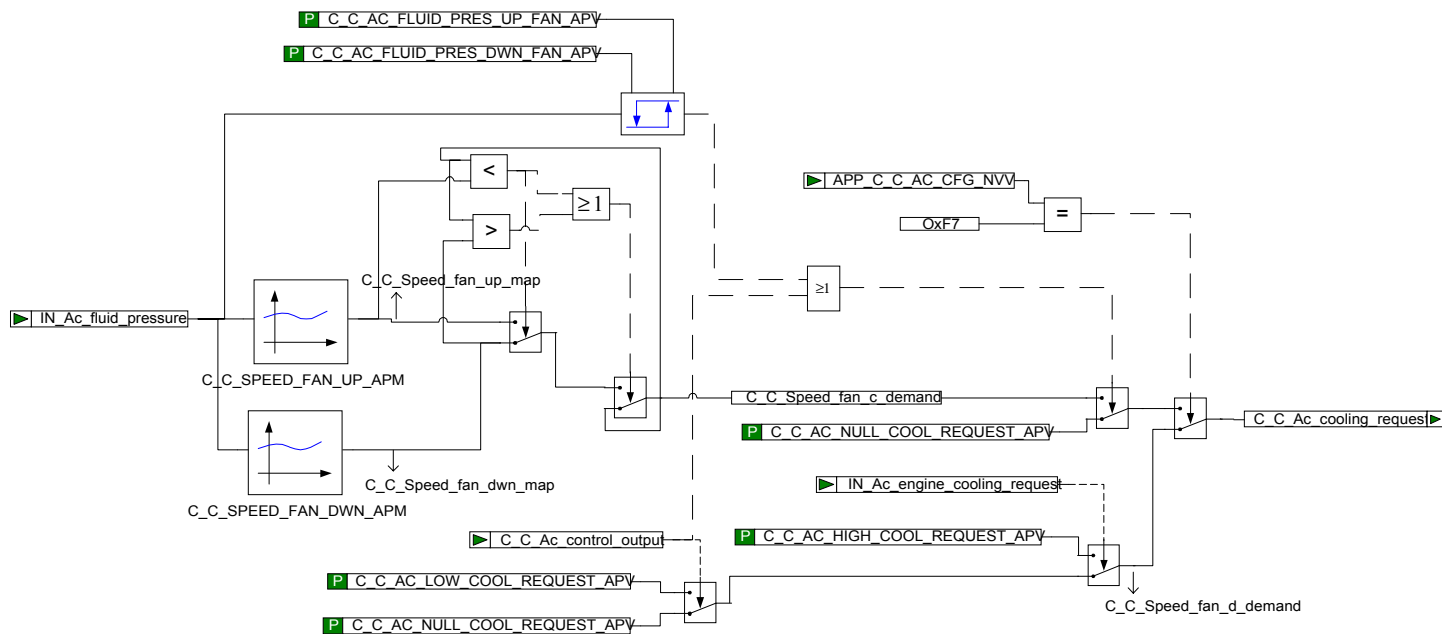 P C_C_AC_FLUID_PRES_UP_FAN_APV
P C_C_AC_FLUID_PRES_DWN_FAN_APV
<
≥1
>
APP_C_C_AC_CFG_NVV
OxF7
=
C_C_Speed_fan_up_map
≥1
IN_Ac_fluid_pressure
C_C_SPEED_FAN_UP_APM
C_C_Speed_fan_c_demand
C_C_Ac_cooling_request
P C_C_AC_NULL_COOL_REQUEST_APV
C_C_Speed_fan_dwn_map
IN_Ac_engine_cooling_request
C_C_SPEED_FAN_DWN_APM
C_C_Ac_control_output
P C_C_AC_HIGH_COOL_REQUEST_APV
P C_C_AC_LOW_COOL_REQUEST_APV
C_C_Speed_fan_d_demand
P C_C_AC_NULL_COOL_REQUEST_APV